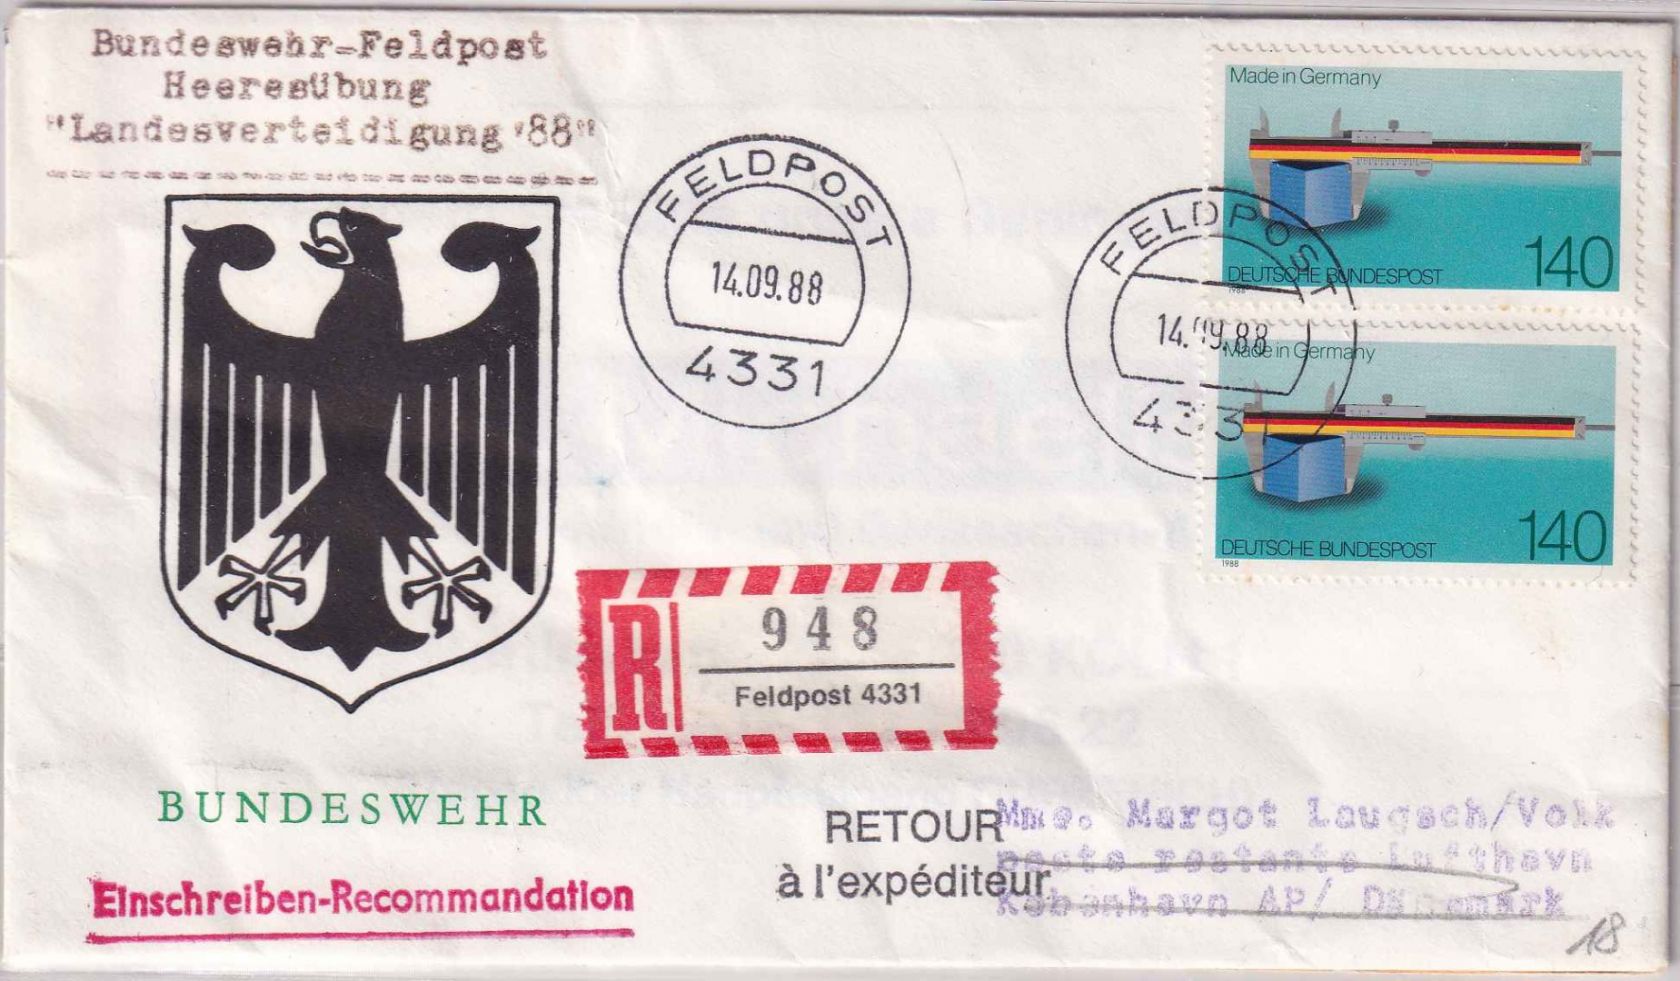 Bundeswehr-Feldpost
Heeresübung
"Landesverteidigung '88"
FELDPOST
14.09.88
4331
FELDPOST
14.09.88
4331
Made in Germany
DEUTSCHE BUNDESPOST
140
1988
Made in Germany
DEUTSCHE BUNDESPOST
140
1988
R
948
Feldpost 4331
BUNDESWEHR
Einschreiben-Recommandation
RETOUR
à l'expéditeur
Mme. Margot Laugsch/Volk
poste restante Lufthavn
København AP/ Dänemark
18